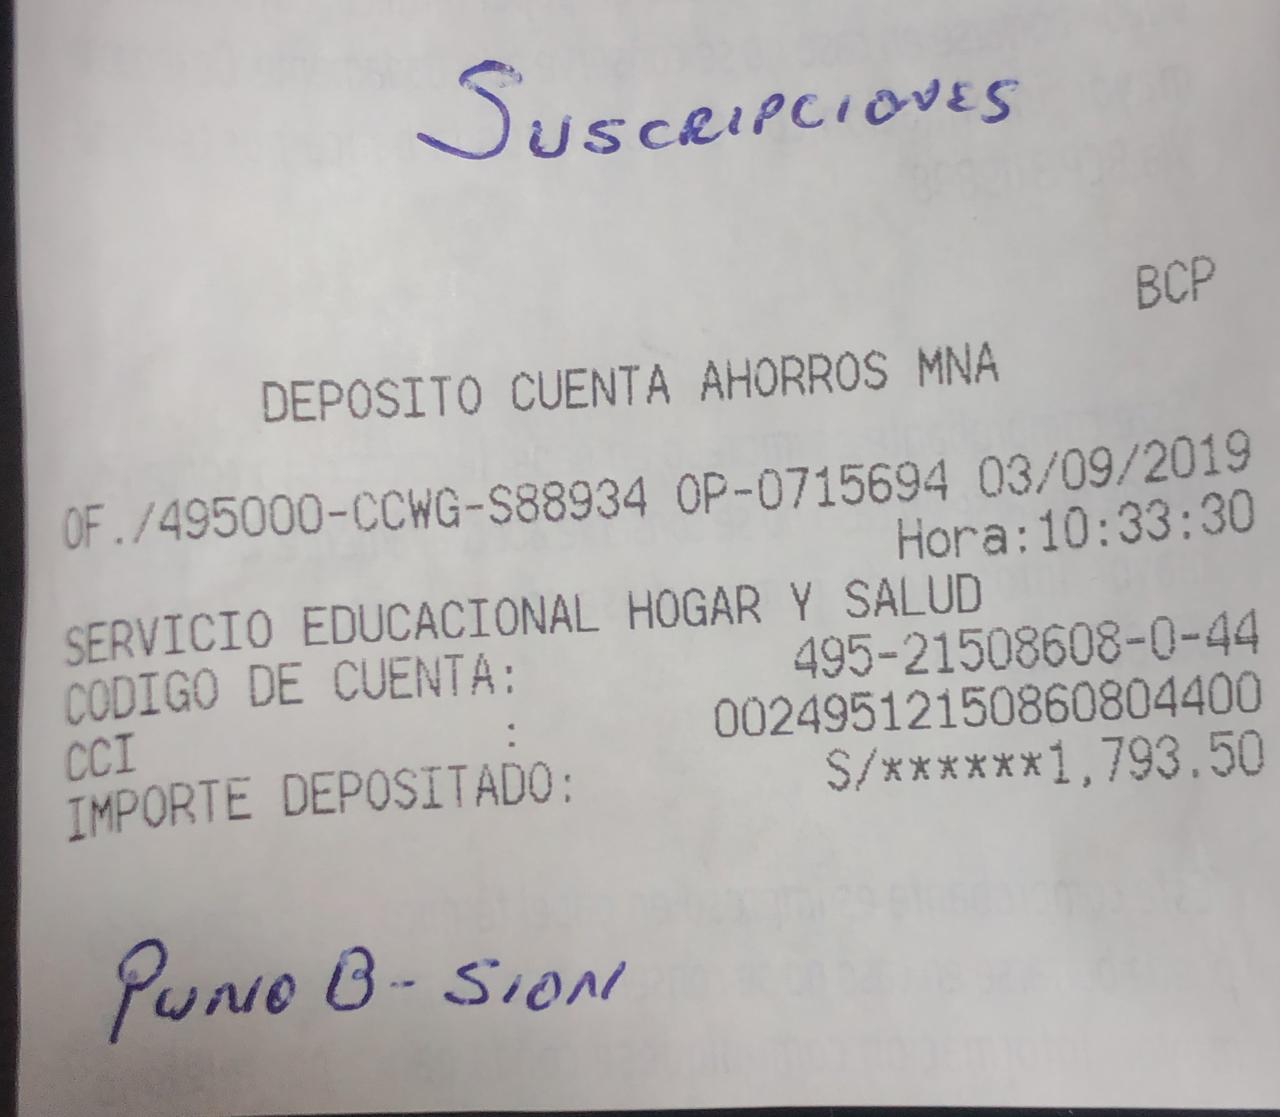 Suscripciones
BCP
DEPOSITO CUENTA AHORROS MNA
OF./495000-CCWG-S88934 OP-0715694 03/09/2019
Hora:10:33:30
SERVICIO EDUCACIONAL HOGAR Y SALUD
CODIGO DE CUENTA: 495-21508608-0-44
CCI : 00249512150860804400
IMPORTE DEPOSITADO: S/******1,793.50
Puno B - Sion